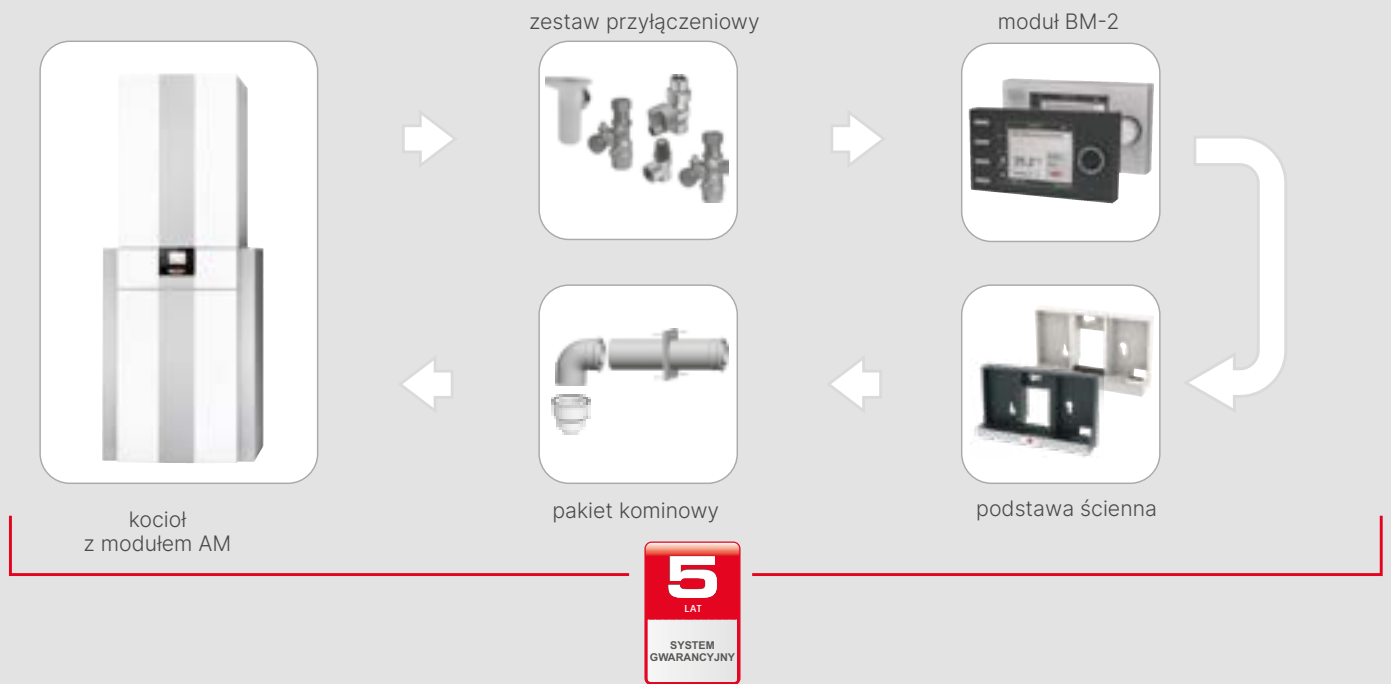 zestaw przyłączeniowy
moduł BM-2
kocioł
z modułem AM
pakiet kominowy
podstawa ścienna
5
LAT
SYSTEM
GWARANCYJNY